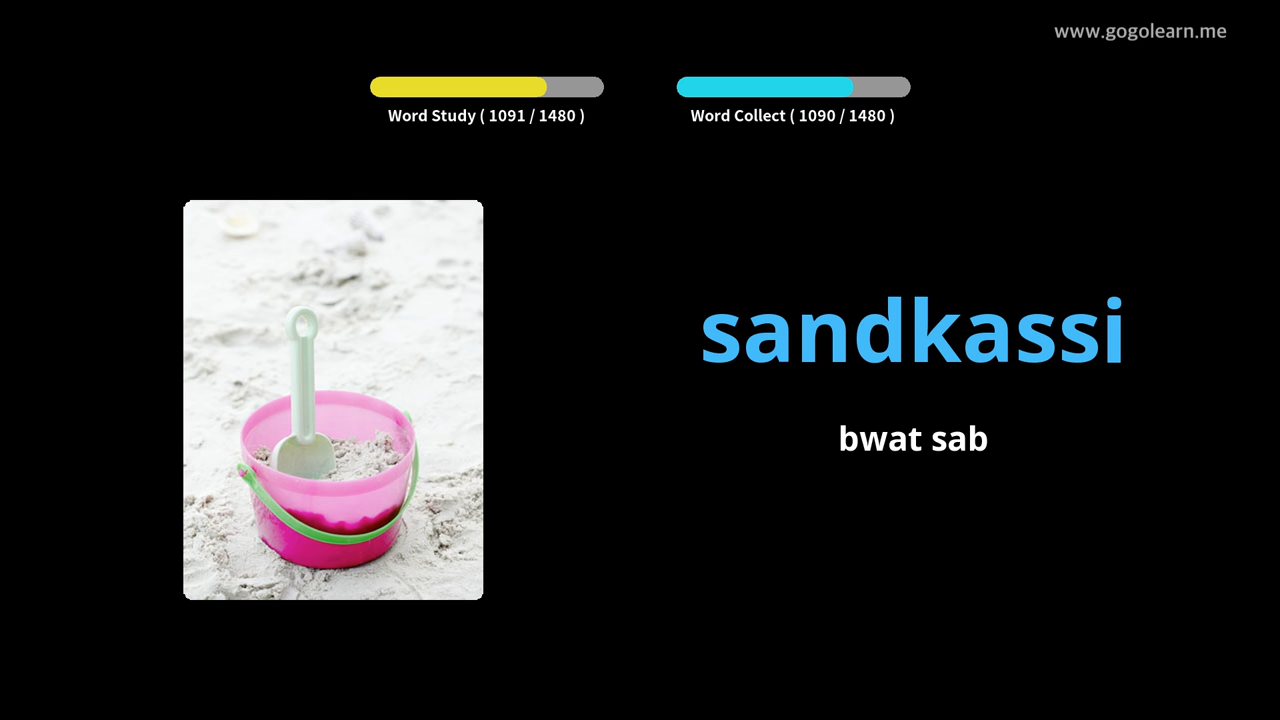 www.gogolearn.me
Word Study ( 1091 / 1480 )
Word Collect ( 1090 / 1480 )
sandkassi
bwat sab